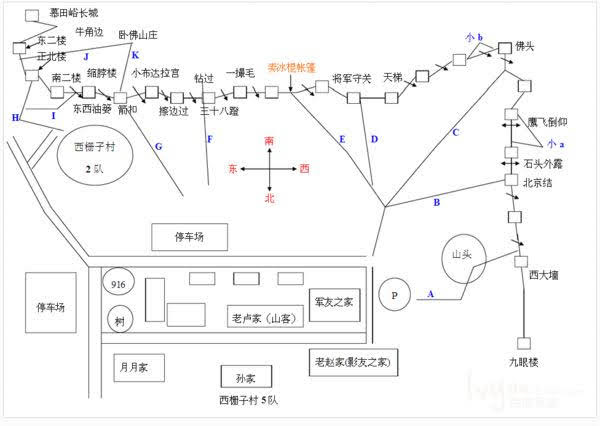 慕田峪长城
牛角边
卧佛山庄
小 b
佛头
东二楼
正北楼
J
K
缩脖楼
小布达拉宫
钻过
一撮毛
卖冰棍帐篷
将军守关
天梯
南二楼
东西油篓
箭扣
擦边过
三十八蹬
鹰飞倒仰
小 a
H
I
G
F
E
D
C
西栅子村
2 队
南
东
西
北
石头外露
北京结
B
停车场
山头
西大墙
A
P
916
树
停车场
老卢家（山客）
军友之家
老赵家(影友之家)
月月家
孙家
西栅子村 5 队
九眼楼